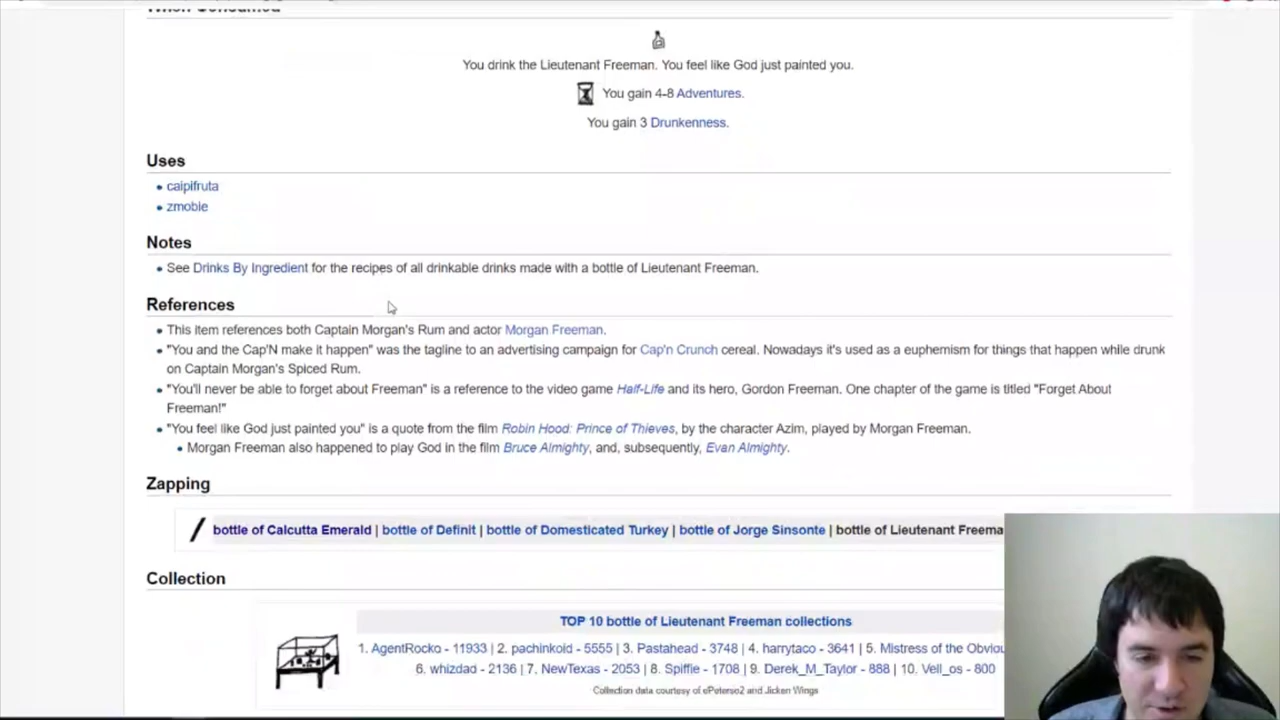 When Consumed
You drink the Lieutenant Freeman. You feel like God just painted you.
You gain 4-8 Adventures.
You gain 3 Drunkenness.
Uses
caipifruta
zmobie
Notes
See Drinks By Ingredient for the recipes of all drinkable drinks made with a bottle of Lieutenant Freeman.
References
This item references both Captain Morgan's Rum and actor Morgan Freeman.
"You and the Cap'N make it happen" was the tagline to an advertising campaign for Cap'n Crunch cereal. Nowadays it's used as a euphemism for things that happen while drunk
on Captain Morgan's Spiced Rum.
"You'll never be able to forget about Freeman" is a reference to the video game Half-Life and its hero, Gordon Freeman. One chapter of the game is titled "Forget About
Freeman!"
"You feel like God just painted you" is a quote from the film Robin Hood: Prince of Thieves, by the character Azim, played by Morgan Freeman.
Morgan Freeman also happened to play God in the film Bruce Almighty, and, subsequently, Evan Almighty.
Zapping
bottle of Calcutta Emerald | bottle of Definit | bottle of Domesticated Turkey | bottle of Jorge Sinsonte | bottle of Lieutenant Freema
Collection
TOP 10 bottle of Lieutenant Freeman collections
1. AgentRocko - 11933 | 2. pachinkoid - 5555 | 3. Pastahead - 3748 | 4. harrytaco - 3641 | 5. Mistress of the Obviou
6. whizdad - 2136 | 7. NewTexas - 2053 | 8. Spiffie - 1708 | 9. Derek_M_Taylor - 888 | 10. Vell_os - 800
Collection data courtesy of ePeterso2 and Jicken Wings